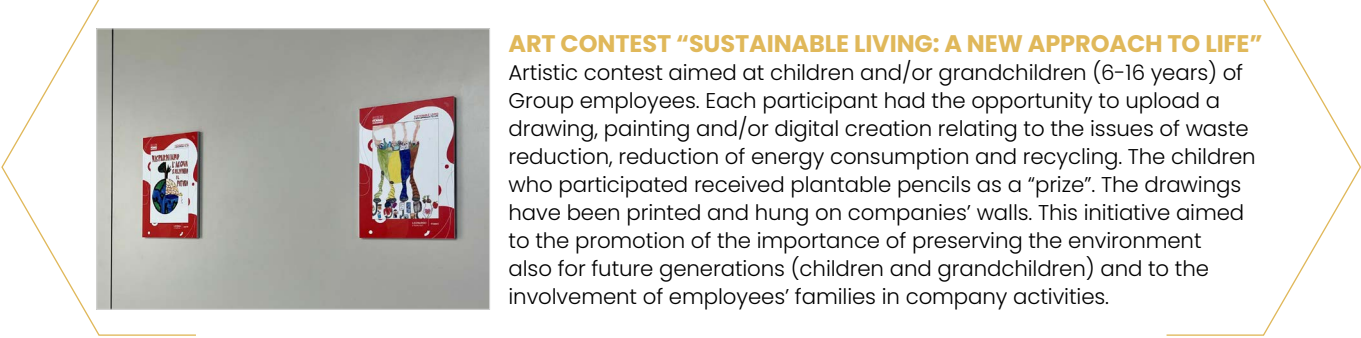 ART CONTEST “SUSTAINABLE LIVING: A NEW APPROACH TO LIFE”
Artistic contest aimed at children and/or grandchildren (6-16 years) of
Group employees. Each participant had the opportunity to upload a
drawing, painting and/or digital creation relating to the issues of waste
reduction, reduction of energy consumption and recycling. The children
who participated received plantable pencils as a “prize”. The drawings
have been printed and hung on companies’ walls. This initiative aimed
to the promotion of the importance of preserving the environment
also for future generations (children and grandchildren) and to the
involvement of employees’ families in company activities.